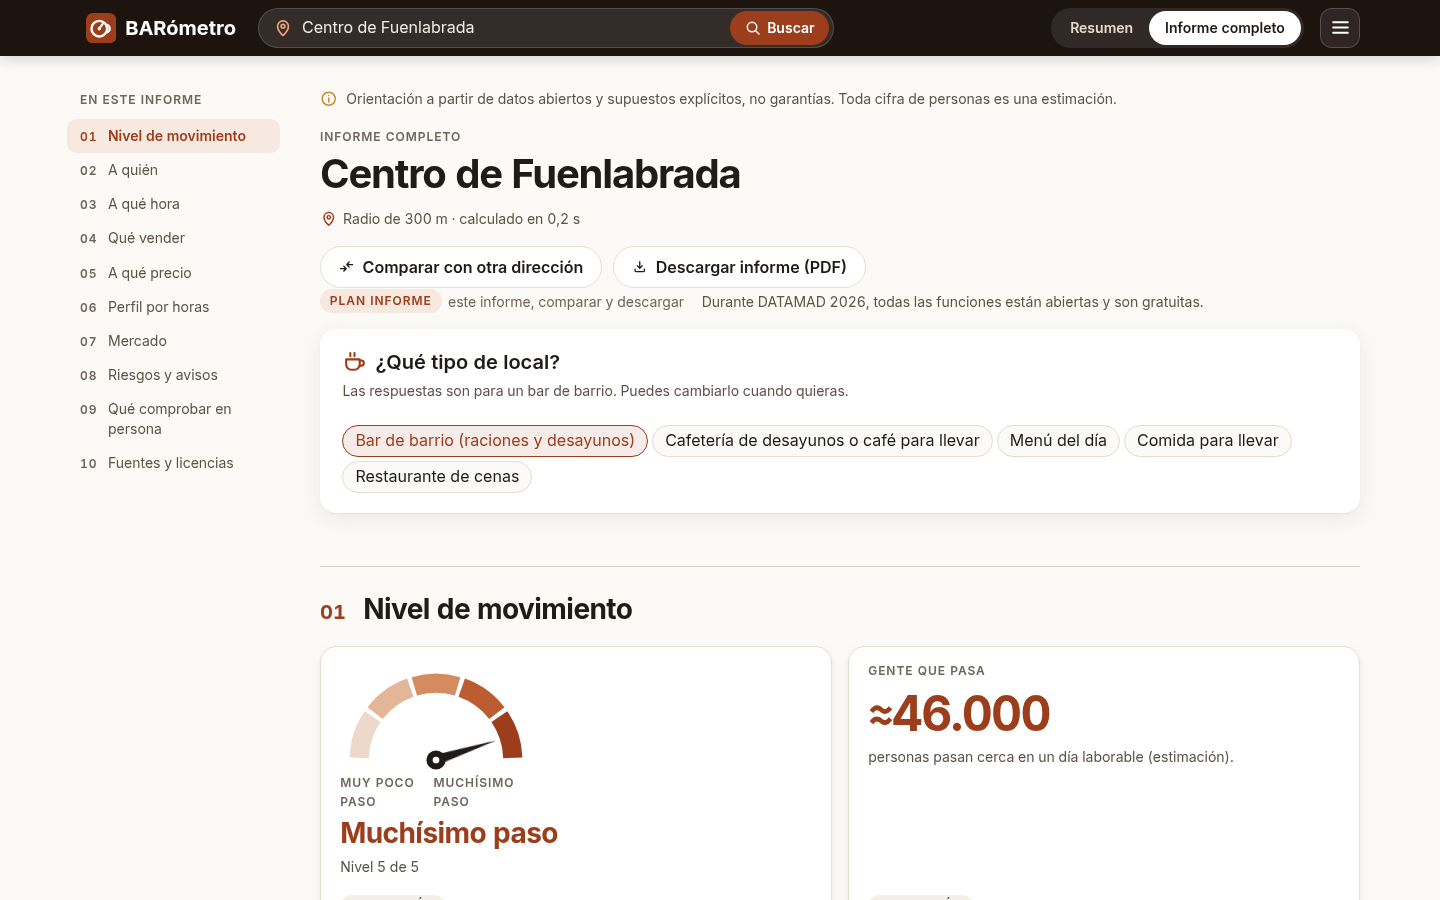 BARómetro
Centro de Fuenlabrada
Buscar
Resumen
Informe completo
EN ESTE INFORME
01 Nivel de movimiento
02 A quién
03 A qué hora
04 Qué vender
05 A qué precio
06 Perfil por horas
07 Mercado
08 Riesgos y avisos
09 Qué comprobar en
persona
10 Fuentes y licencias
Orientación a partir de datos abiertos y supuestos explícitos, no garantías. Toda cifra de personas es una estimación.
INFORME COMPLETO
Centro de Fuenlabrada
Radio de 300 m · calculado en 0,2 s
Comparar con otra dirección
Descargar informe (PDF)
PLAN INFORME este informe, comparar y descargar Durante DATAMAD 2026, todas las funciones están abiertas y son gratuitas.
¿Qué tipo de local?
Las respuestas son para un bar de barrio. Puedes cambiarlo cuando quieras.
Bar de barrio (raciones y desayunos)
Cafetería de desayunos o café para llevar
Menú del día
Comida para llevar
Restaurante de cenas
01 Nivel de movimiento
MUY POCO
PASO
MUCHÍSIMO
PASO
Muchísimo paso
Nivel 5 de 5
GENTE QUE PASA
≈46.000
personas pasan cerca en un día laborable (estimación).